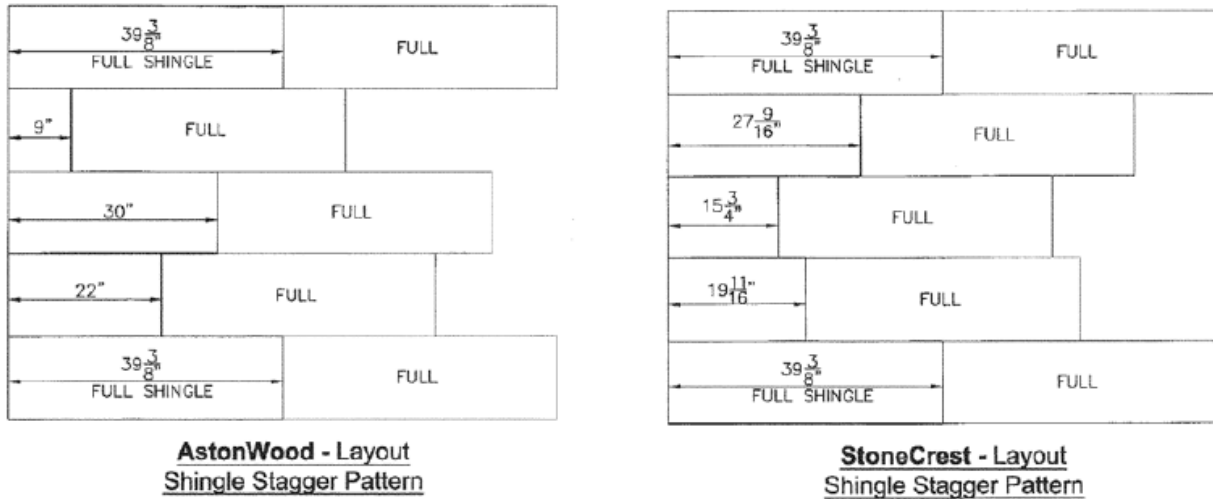 39 3/8"
FULL SHINGLE
FULL
9"
FULL
30"
FULL
22"
FULL
39 3/8"
FULL SHINGLE
FULL
AstonWood - Layout
Shingle Stagger Pattern
39 3/8"
FULL SHINGLE
FULL
27 9/16"
FULL
15 3/4"
FULL
19 11/16"
FULL
39 3/8"
FULL SHINGLE
FULL
StoneCrest - Layout
Shingle Stagger Pattern